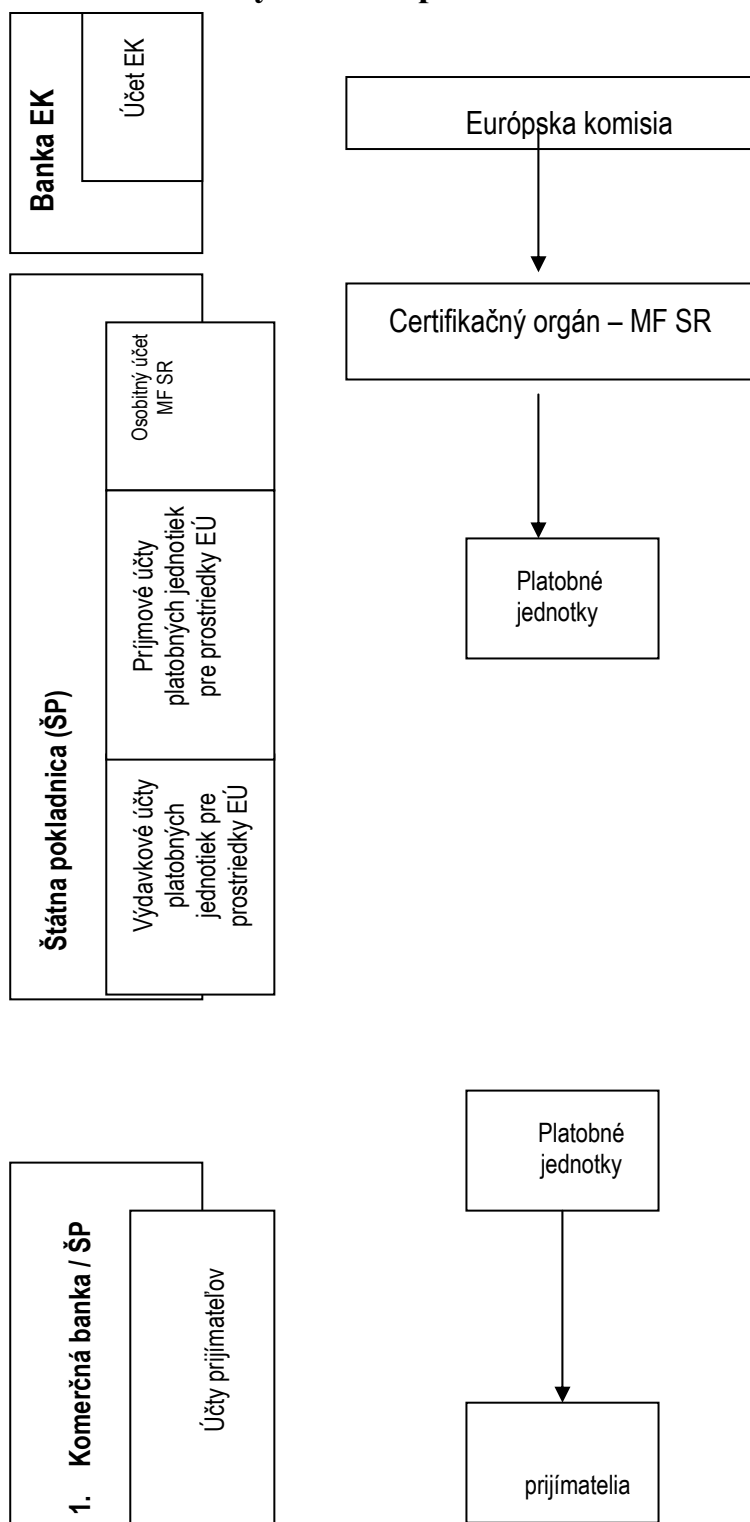 Banka EK
Účet EK
Európska komisia
Štátna pokladnica (ŠP)
Osobitný účet
MF SR
Príjmové účty
platobných jednotiek
pre prostriedky EÚ
Výdavkové účty
platobných
jednotiek pre
prostriedky EÚ
Certifikačný orgán – MF SR
Platobné
jednotky
1. Komerčná banka / ŠP
Účty prijímateľov
Platobné
jednotky
prijímatelia